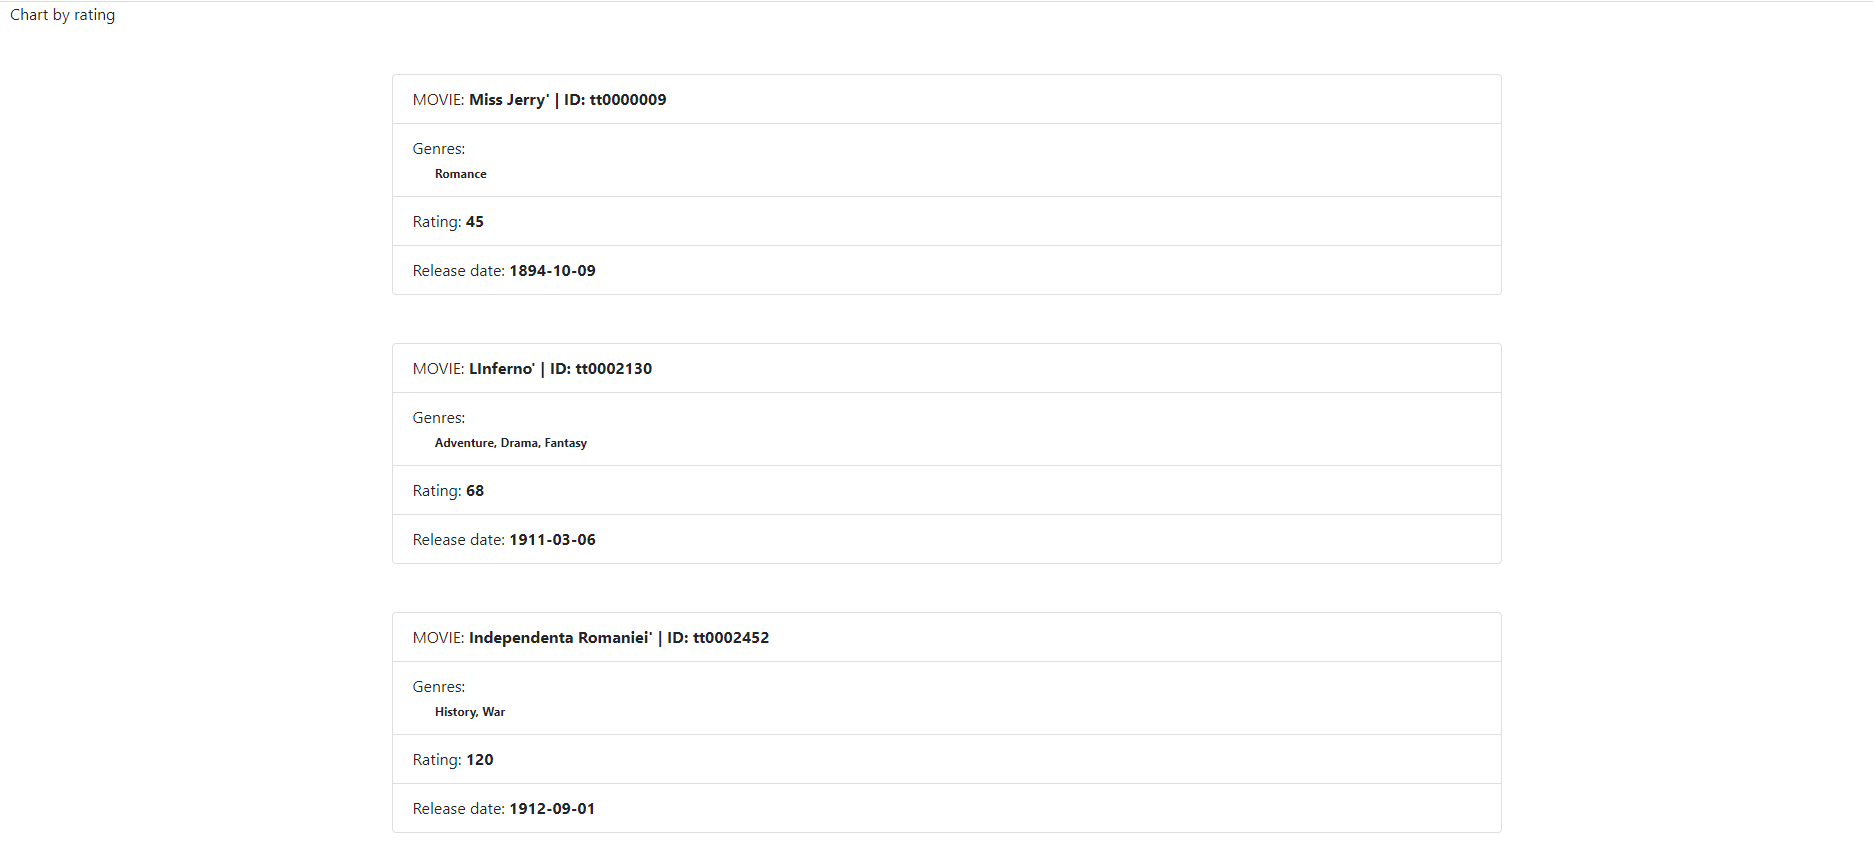 Chart by rating
MOVIE: Miss Jerry' | ID: tt0000009
Genres:
Romance
Rating: 45
Release date: 1894-10-09
MOVIE: LInferno' | ID: tt0002130
Genres:
Adventure, Drama, Fantasy
Rating: 68
Release date: 1911-03-06
MOVIE: Independenta Romaniei' | ID: tt0002452
Genres:
History, War
Rating: 120
Release date: 1912-09-01